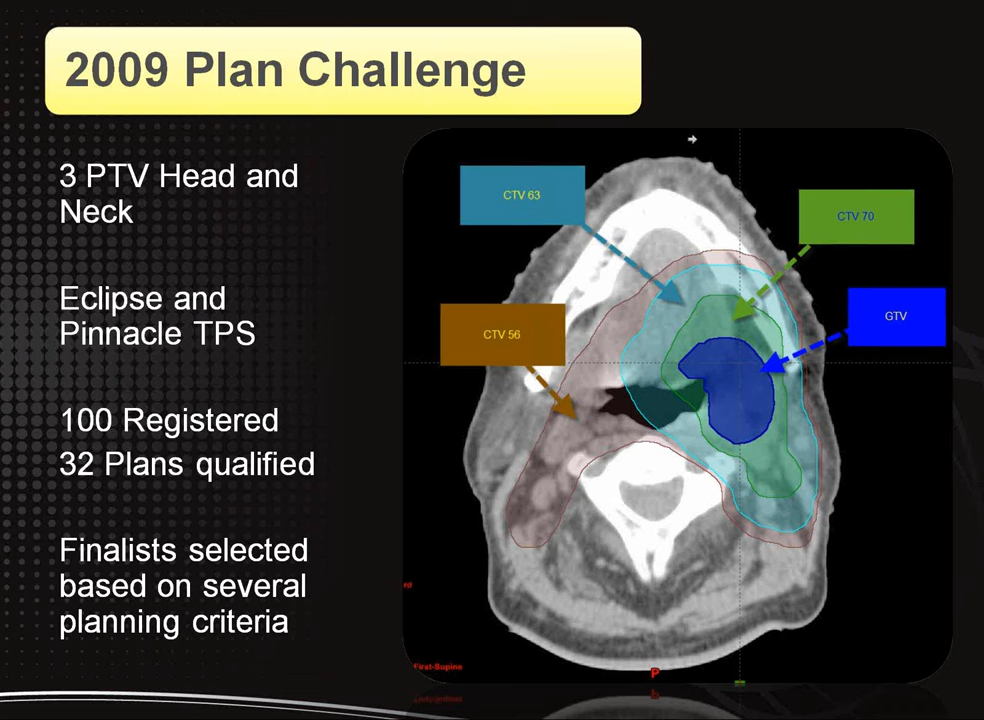 2009 Plan Challenge
3 PTV Head and
Neck
Eclipse and
Pinnacle TPS
100 Registered
32 Plans qualified
Finalists selected
based on several
planning criteria
CTV 63
CTV 70
GTV
CTV 56
rd
First-Supine
P